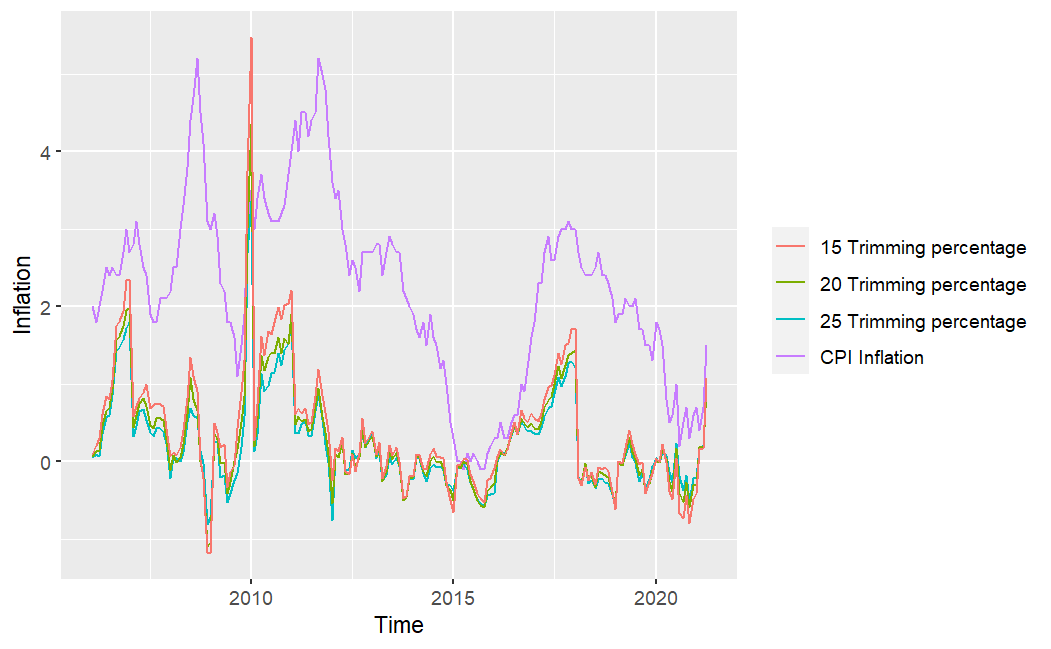 4
2
0
Inflation
2010
2015
2020
Time
15 Trimming percentage
20 Trimming percentage
25 Trimming percentage
CPI Inflation